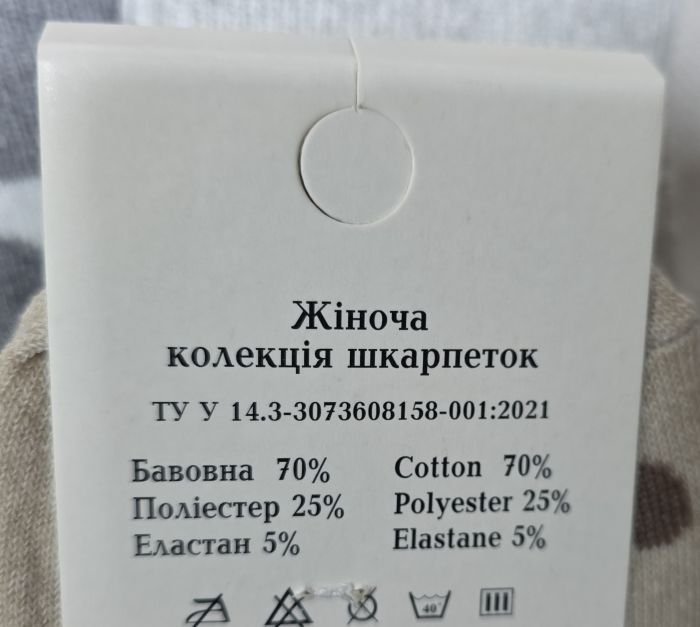 Жіноча
колекція шкарпеток
ТУ У 14.3-3073608158-001:2021
Бавовна 70% Cotton 70%
Поліестер 25% Polyester 25%
Еластан 5% Elastane 5%
40°